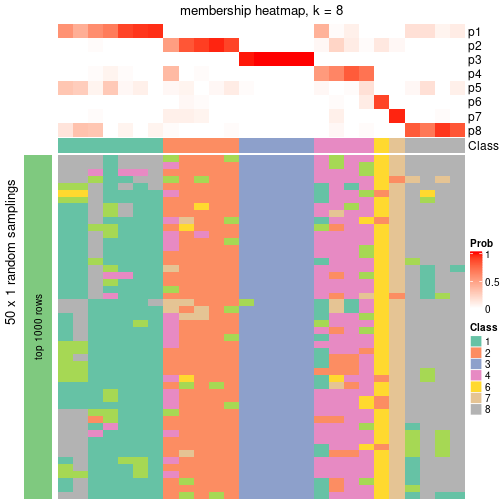 membership heatmap, k = 8
p1
p2
p3
p4
p5
p6
p7
p8
Class
50 x 1 random samplings
top 1000 rows
Prob
1
0.5
0
Class
1
2
3
4
6
7
8